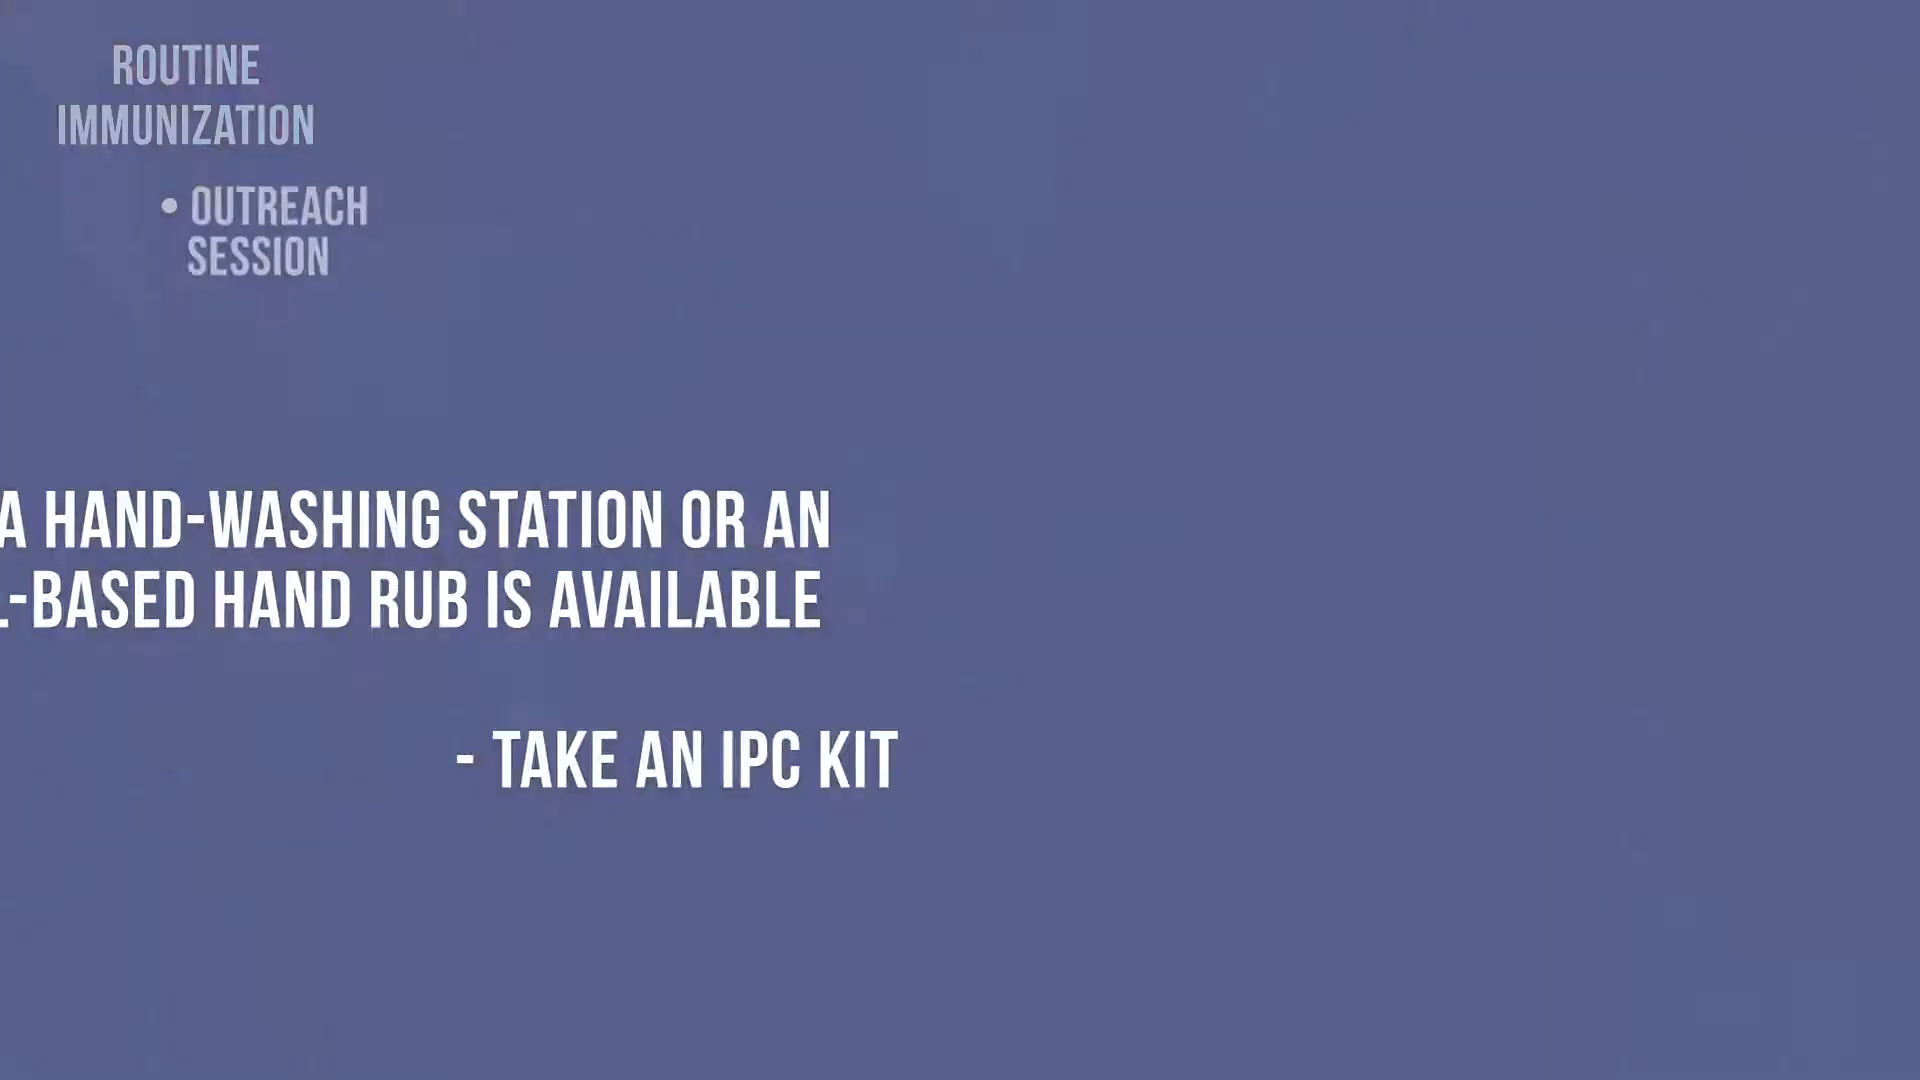 ROUTINE
IMMUNIZATION
• OUTREACH
SESSION
A HAND-WASHING STATION OR AN
-BASED HAND RUB IS AVAILABLE
- TAKE AN IPC KIT